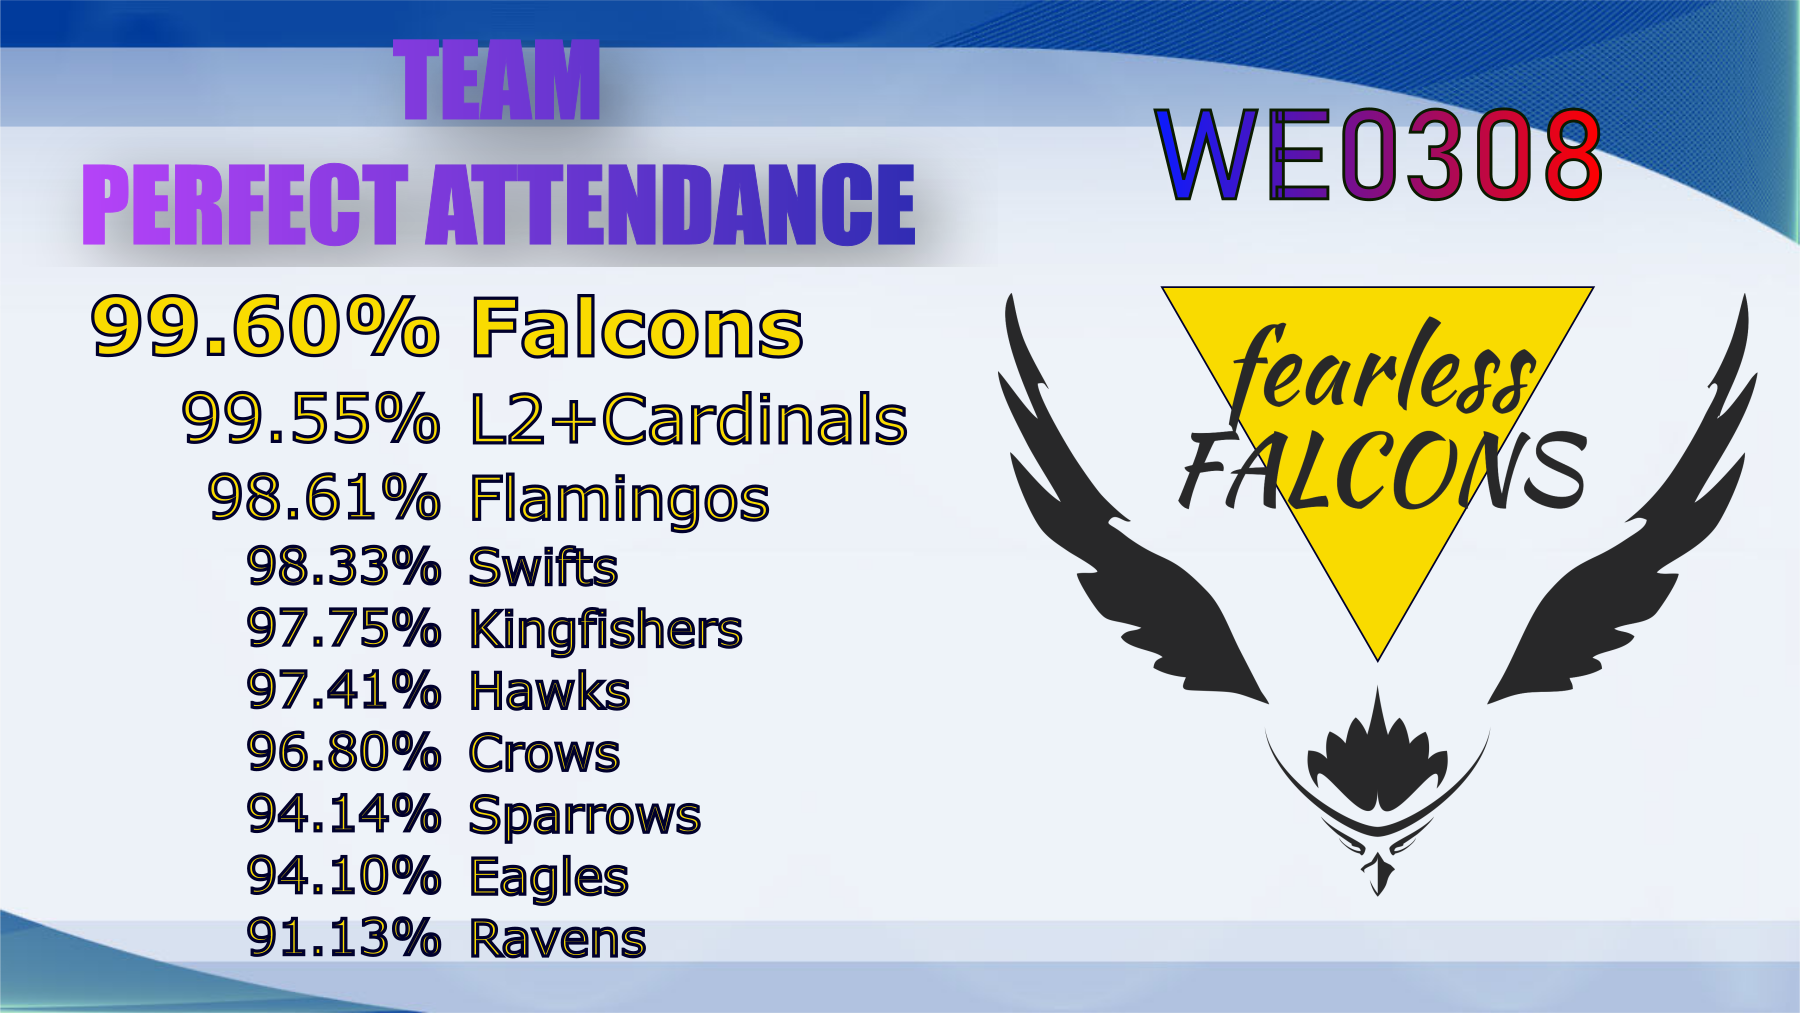 TEAM
PERFECT ATTENDANCE
WE0308
99.60% Falcons
99.55% L2+Cardinals
98.61% Flamingos
98.33% Swifts
97.75% Kingfishers
97.41% Hawks
96.80% Crows
94.14% Sparrows
94.10% Eagles
91.13% Ravens
fearless
FALCONS